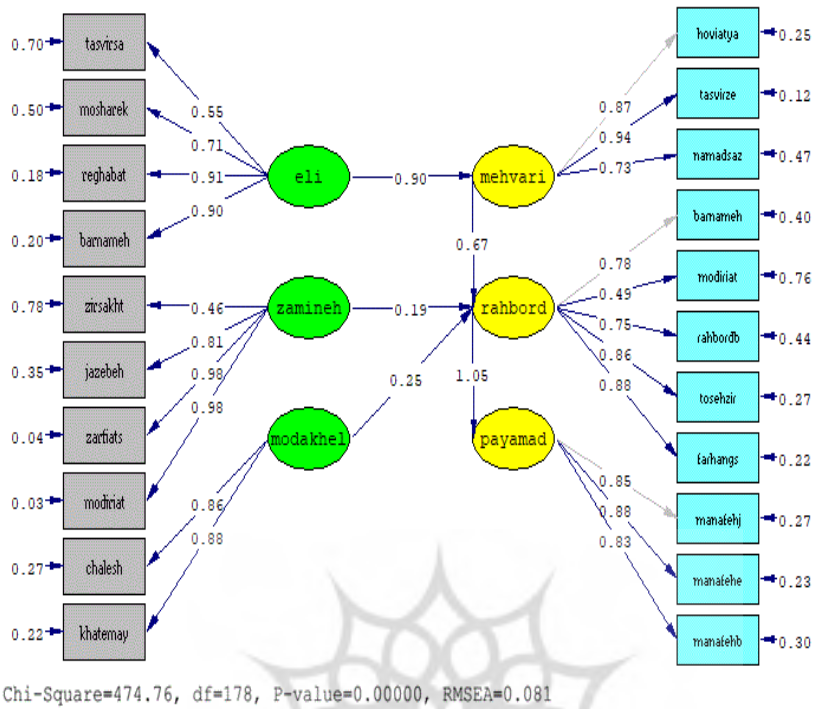 0.70 tasvirsa
0.50 mosharek
0.18 reghabat
0.20 barnameh
0.78 zirsakht
0.35 jazebeh
0.04 zarfiats
0.03 modiriat
0.27 chalesh
0.22 khatemay
0.55
0.71
0.91
0.90
0.46
0.81
0.98
0.98
0.86
0.88
eli
zamineh
modakhel
0.90
0.19
0.25
mehvari
0.67
rahbord
1.05
payamad
0.87
0.94
0.73
0.78
0.49
0.75
0.86
0.88
0.85
0.88
0.83
hoviatya 0.25
tasvirze 0.12
namadsaz 0.47
barnameh 0.40
modiriat 0.76
rahbordb 0.44
tosehzir 0.27
farhangs 0.22
manafehj 0.27
manafehe 0.23
manafehb 0.30
Chi-Square=474.76, df=178, P-value=0.00000, RMSEA=0.081